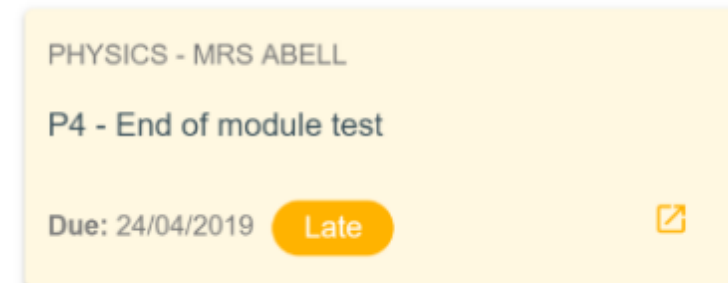 PHYSICS - MRS ABELL
P4 - End of module test
Due: 24/04/2019 Late